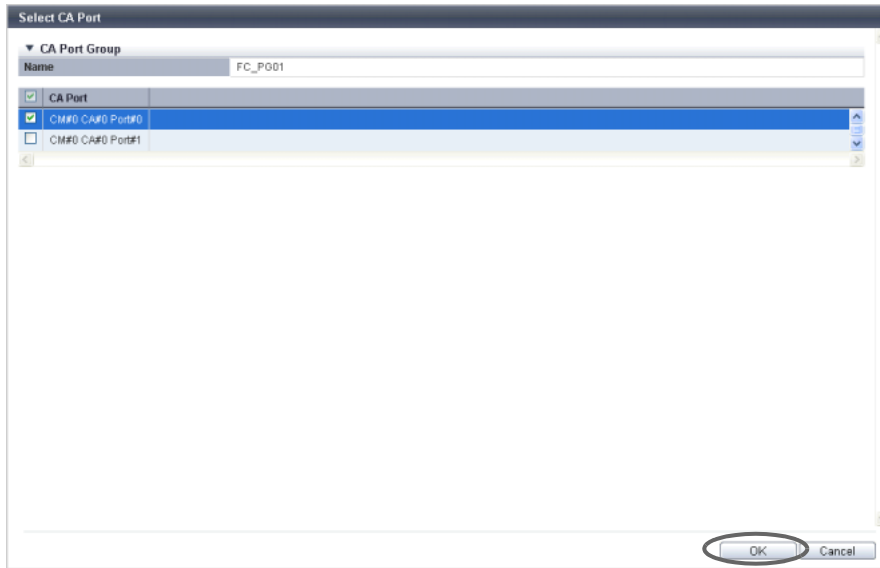 Select CA Port
▼ CA Port Group
Name FC_PG01
CA Port
CM#0 CA#0 Port#0
CM#0 CA#0 Port#1
OK Cancel